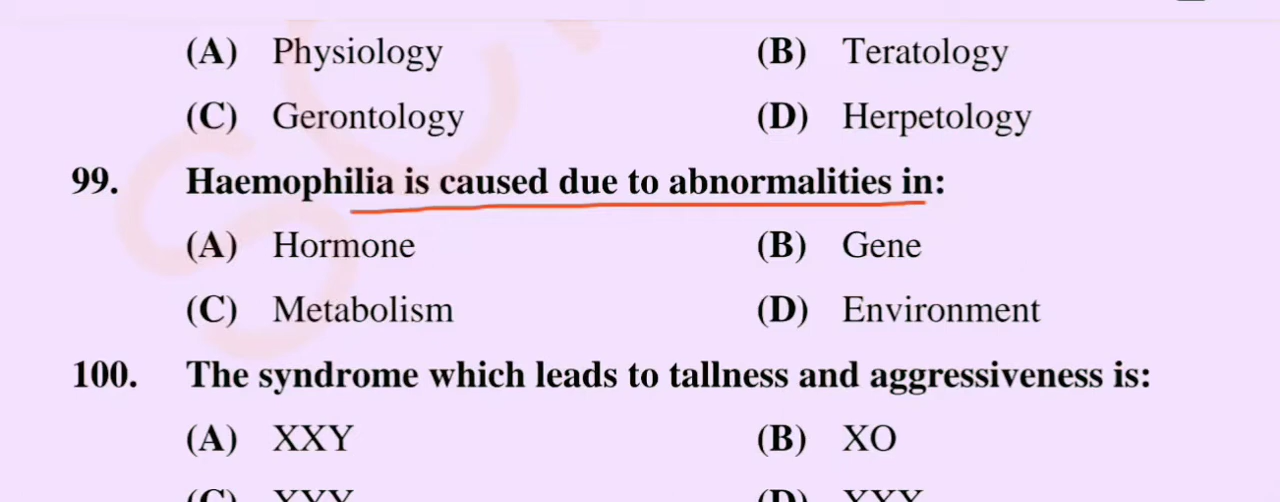 (A) Physiology (B) Teratology
(C) Gerontology (D) Herpetology
99. Haemophilia is caused due to abnormalities in:
(A) Hormone (B) Gene
(C) Metabolism (D) Environment
100. The syndrome which leads to tallness and aggressiveness is:
(A) XXY (B) XO
(C) (D)